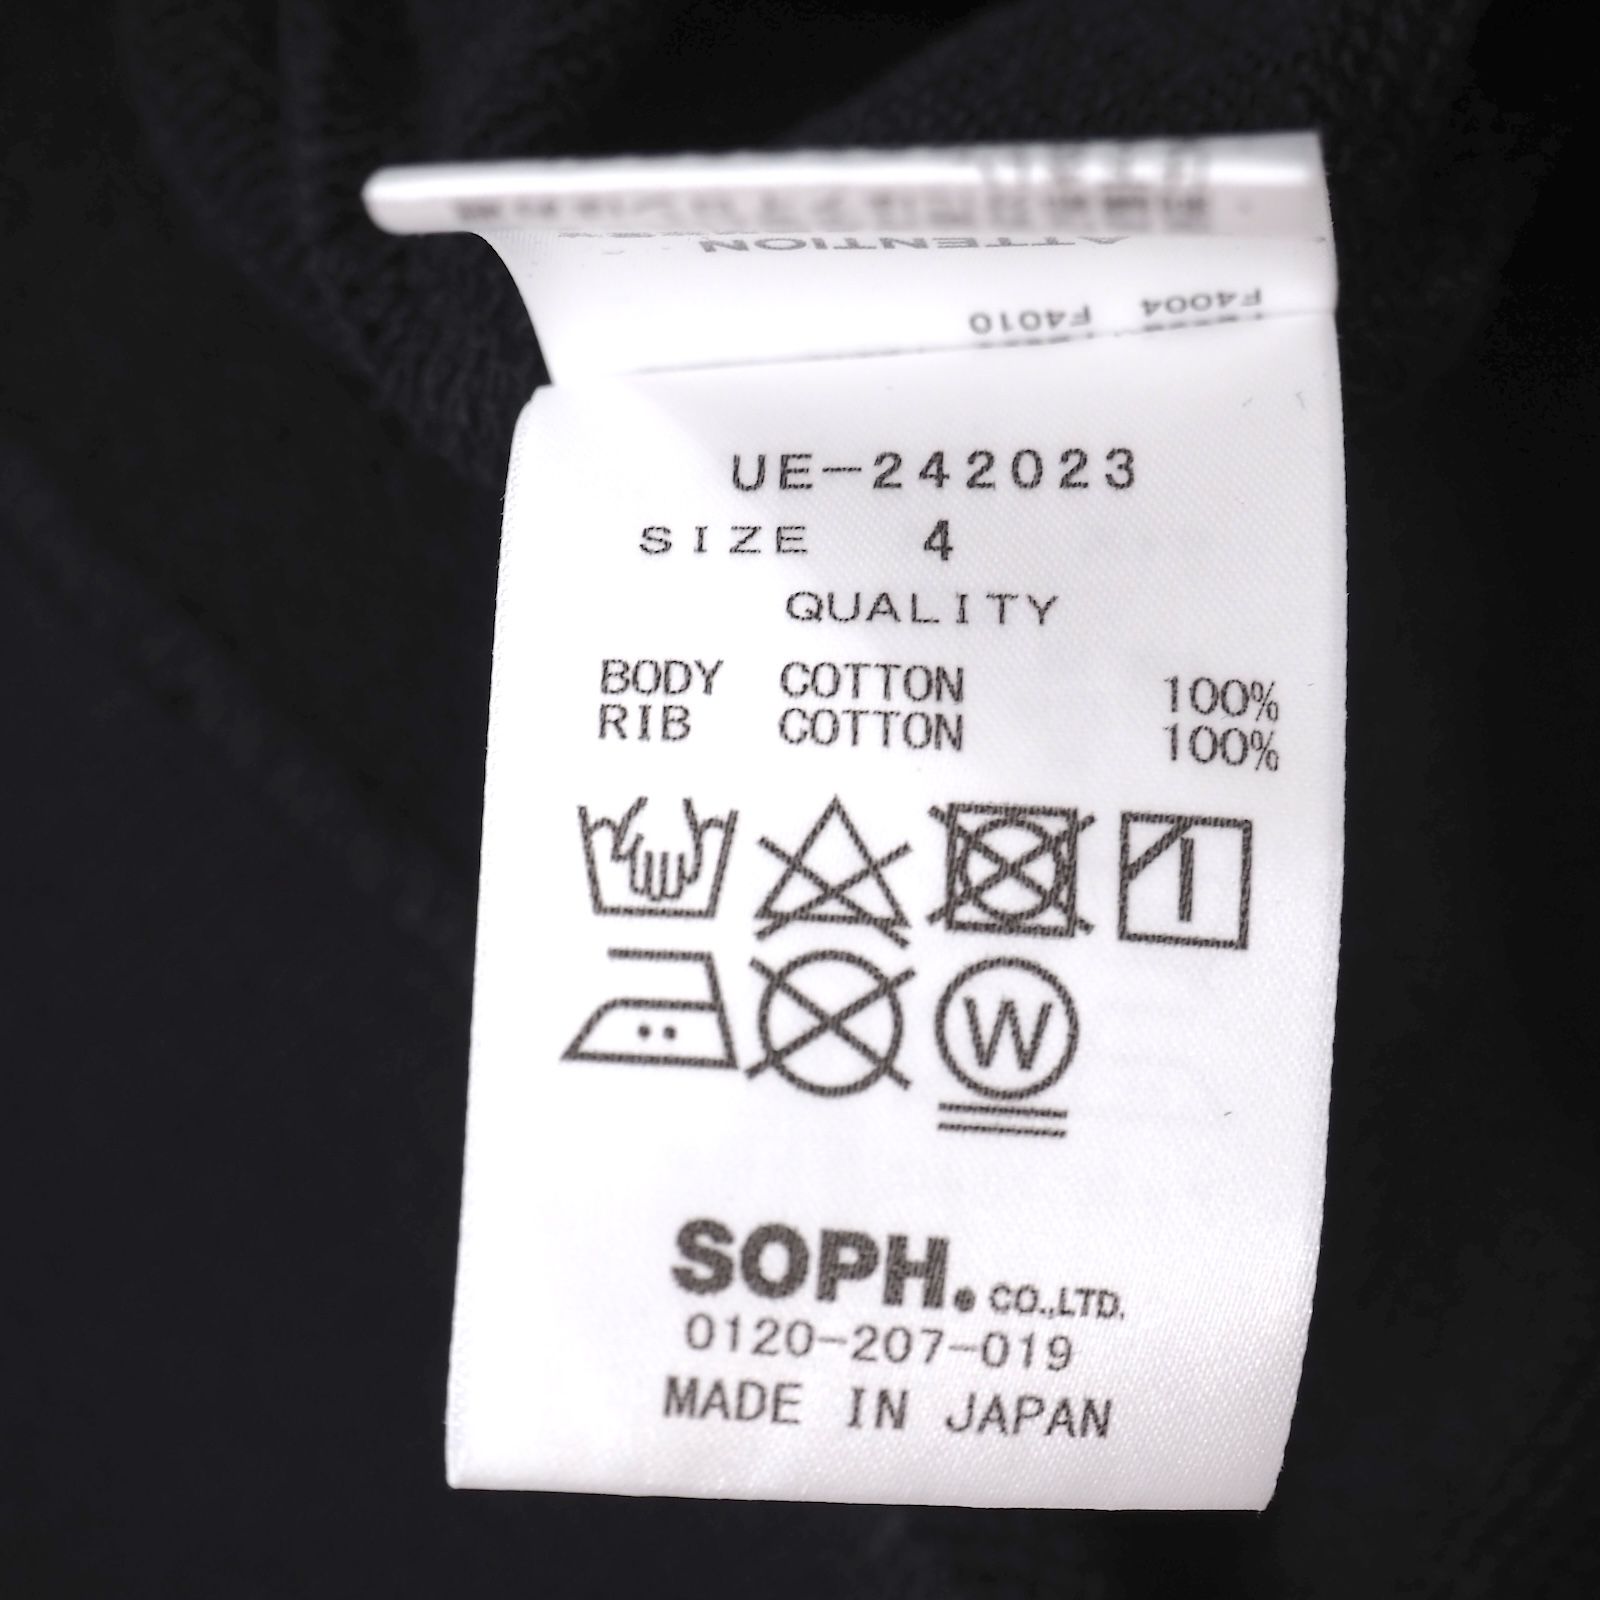 ATTENTION
F4004 F4010
UE-242023
SIZE 4
QUALITY
BODY COTTON 100%
RIB COTTON 100%
W
SOPH. CO.,LTD.
0120-207-019
MADE IN JAPAN